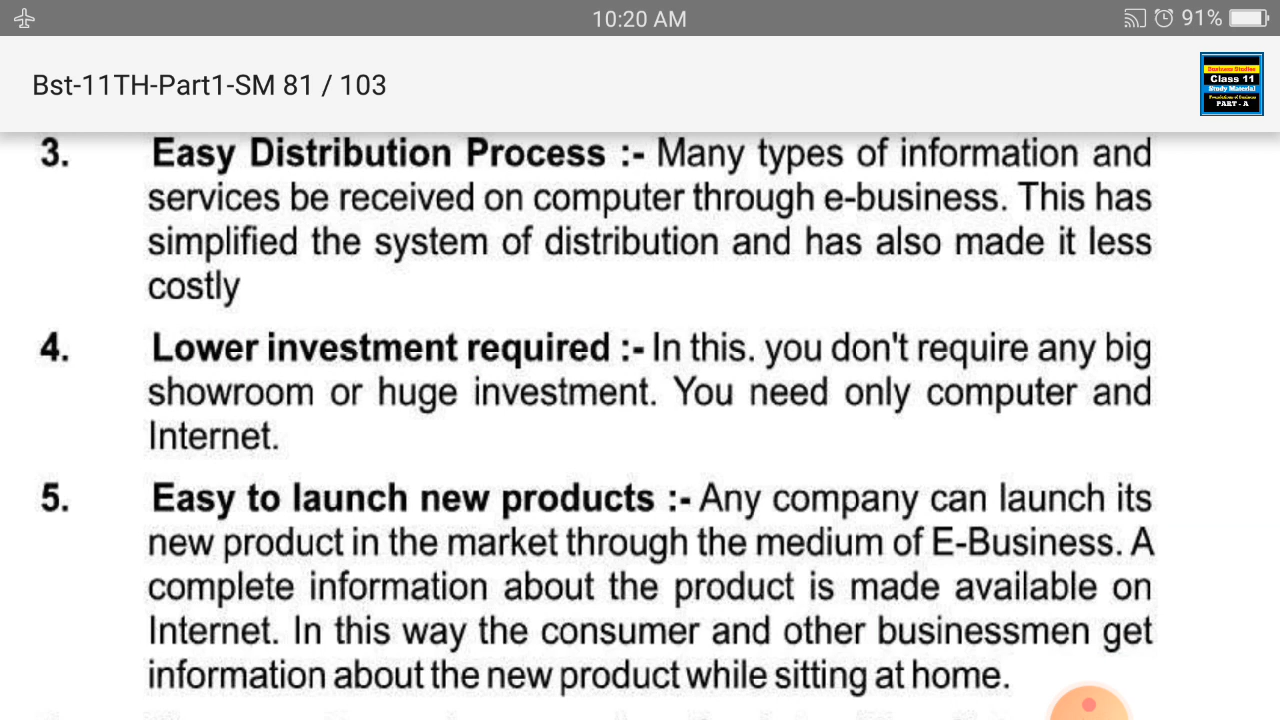 10:20 AM
91%
Bst-11TH-Part1-SM 81 / 103
Business Studies
Class 11
Study Material
PART - A
3. Easy Distribution Process :- Many types of information and
services be received on computer through e-business. This has
simplified the system of distribution and has also made it less
costly
4. Lower investment required :- In this. you don't require any big
showroom or huge investment. You need only computer and
Internet.
5. Easy to launch new products :- Any company can launch its
new product in the market through the medium of E-Business. A
complete information about the product is made available on
Internet. In this way the consumer and other businessmen get
information about the new product while sitting at home.